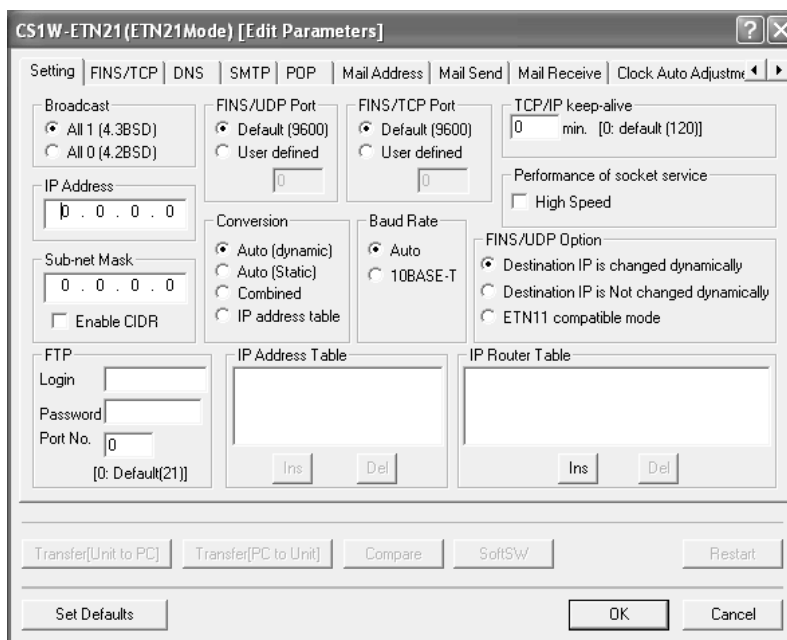 CS1W-ETN21(ETN21Mode) [Edit Parameters]
Setting FINS/TCP DNS SMTP POP Mail Address Mail Send Mail Receive Clock Auto Adjustme
Broadcast
All 1 (4.3BSD)
All 0 (4.2BSD)
IP Address
0 . 0 . 0 . 0
Sub-net Mask
0 . 0 . 0 . 0
Enable CIDR
FINS/UDP Port
Default (9600)
User defined
0
FINS/TCP Port
Default (9600)
User defined
0
Conversion
Auto (dynamic)
Auto (Static)
Combined
IP address table
Baud Rate
Auto
10BASE-T
TCP/IP keep-alive
0 min. [0: default (120)]
Performance of socket service
High Speed
FINS/UDP Option
Destination IP is changed dynamically
Destination IP is Not changed dynamically
ETN11 compatible mode
FTP
Login
Password
Port No. 0
[0: Default(21)]
IP Address Table
Ins Del
IP Router Table
Ins Del
Transfer[Unit to PC] Transfer[PC to Unit] Compare SoftSW Restart
Set Defaults OK Cancel